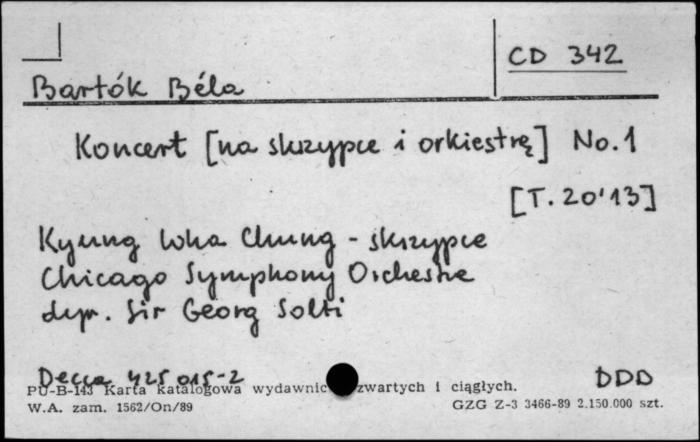 CD 342
Bartók Béla
Koncert [na skrzypce i orkiestrę] No. 1
[T. 20'13]
Kyung Wha Chung - skrzypce
Chicago Symphony Orchestra
dyr. Sir Georg Solti
Decca 425 015-2 DDD
PU-B-143 Karta katalogowa wydawnic zwartych i ciągłych.
W.A. zam. 1562/On/89 GZG Z-3 3466-89 2.150.000 szt.